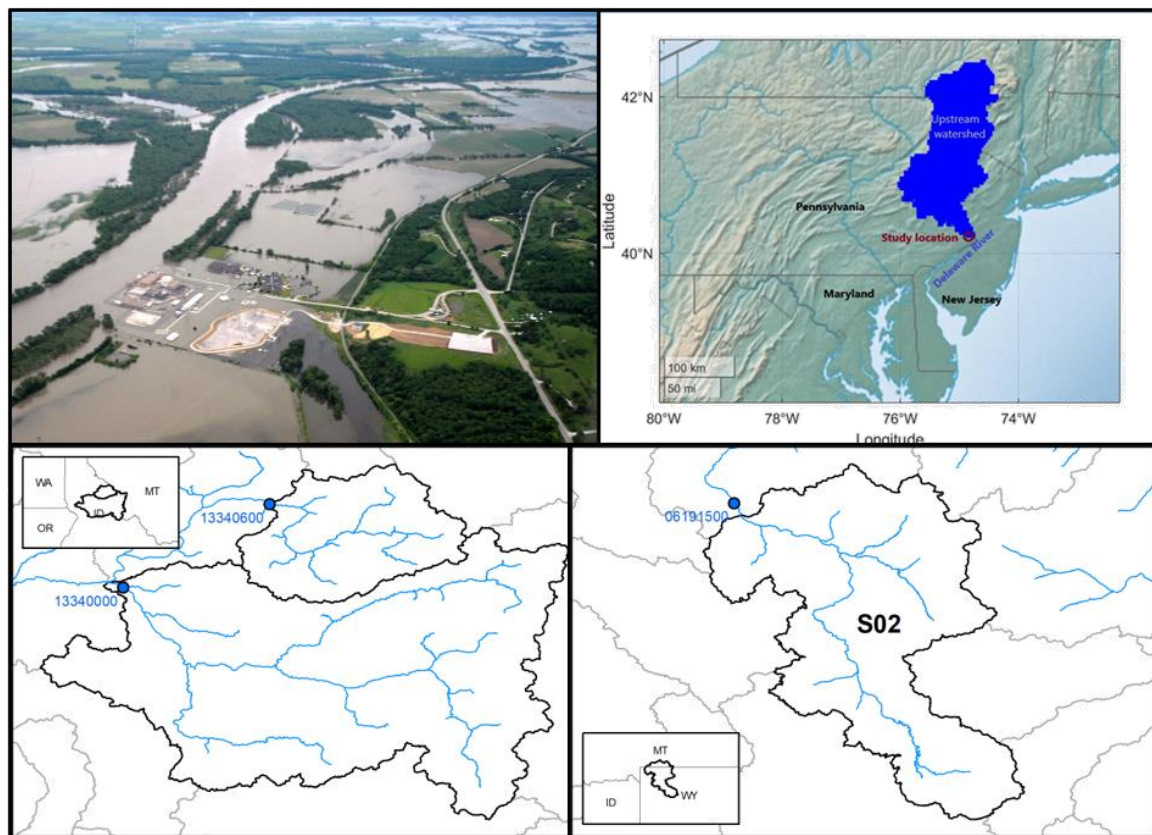 42°N
Upstream
watershed
Pennsylvania
Latitude
Study location
40°N
Delaware River
Maryland
New Jersey
100 km
50 mi
80°W
78°W
76°W
74°W
Longitude
WA
MT
ID
OR
13340600
13340000
06191500
S02
MT
ID
WY